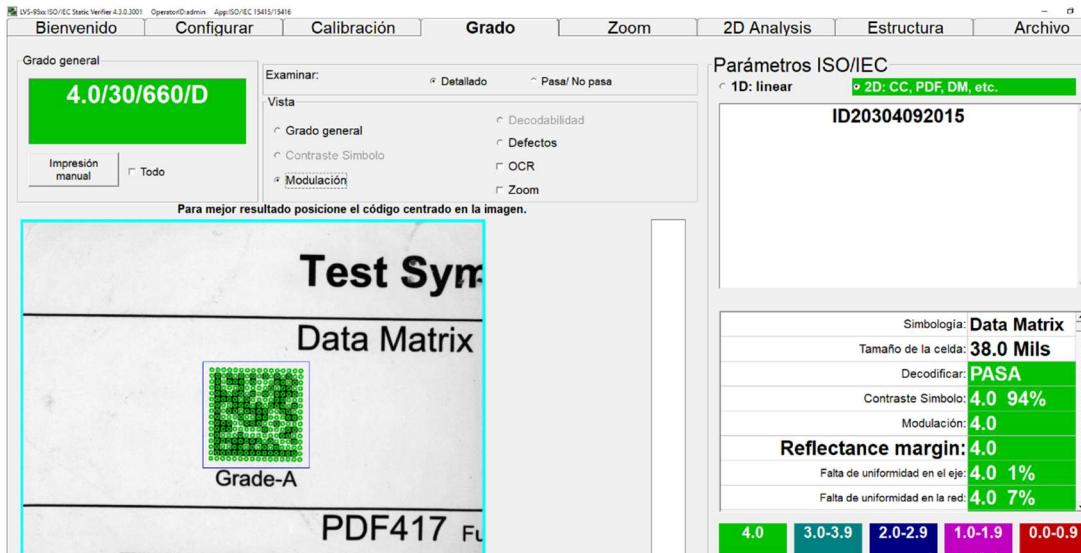 LVS-95xx ISO/IEC Static Verifier 4.3.0.3001 OperatorID:admin App:ISO/IEC 15415/15416
Bienvenido Configurar Calibración Grado Zoom 2D Analysis Estructura Archivo
Grado general
4.0/30/660/D
Impresión manual
Todo
Examinar:
Detallado
Pasa/ No pasa
Vista
Grado general
Contraste Simbolo
Modulación
Decodabilidad
Defectos
OCR
Zoom
Parámetros ISO/IEC
1D: linear
2D: CC, PDF, DM, etc.
ID20304092015
Para mejor resultado posicione el código centrado en la imagen.
Test Sym
Data Matrix
Grade-A
PDF417 Fu
Simbología: Data Matrix
Tamaño de la celda: 38.0 Mils
Decodificar: PASA
Contraste Simbolo: 4.0 94%
Modulación: 4.0
Reflectance margin: 4.0
Falta de uniformidad en el eje: 4.0 1%
Falta de uniformidad en la red: 4.0 7%
4.0 3.0-3.9 2.0-2.9 1.0-1.9 0.0-0.9